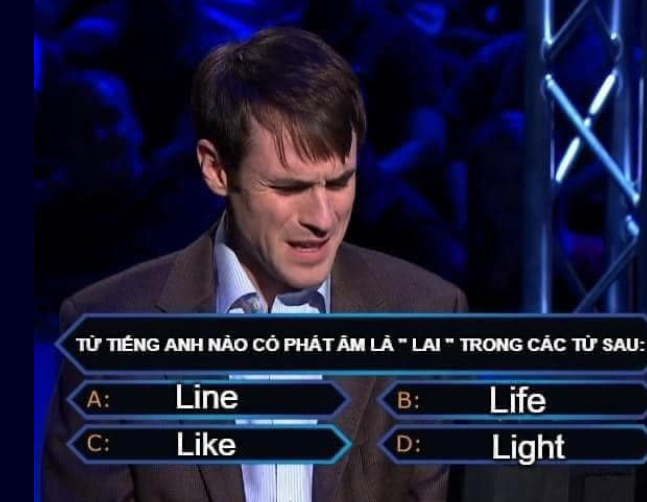 TỪ TIẾNG ANH NÀO CÓ PHÁT ÂM LÀ " LAI " TRONG CÁC TỪ SAU:
A: Line
B: Life
C: Like
D: Light